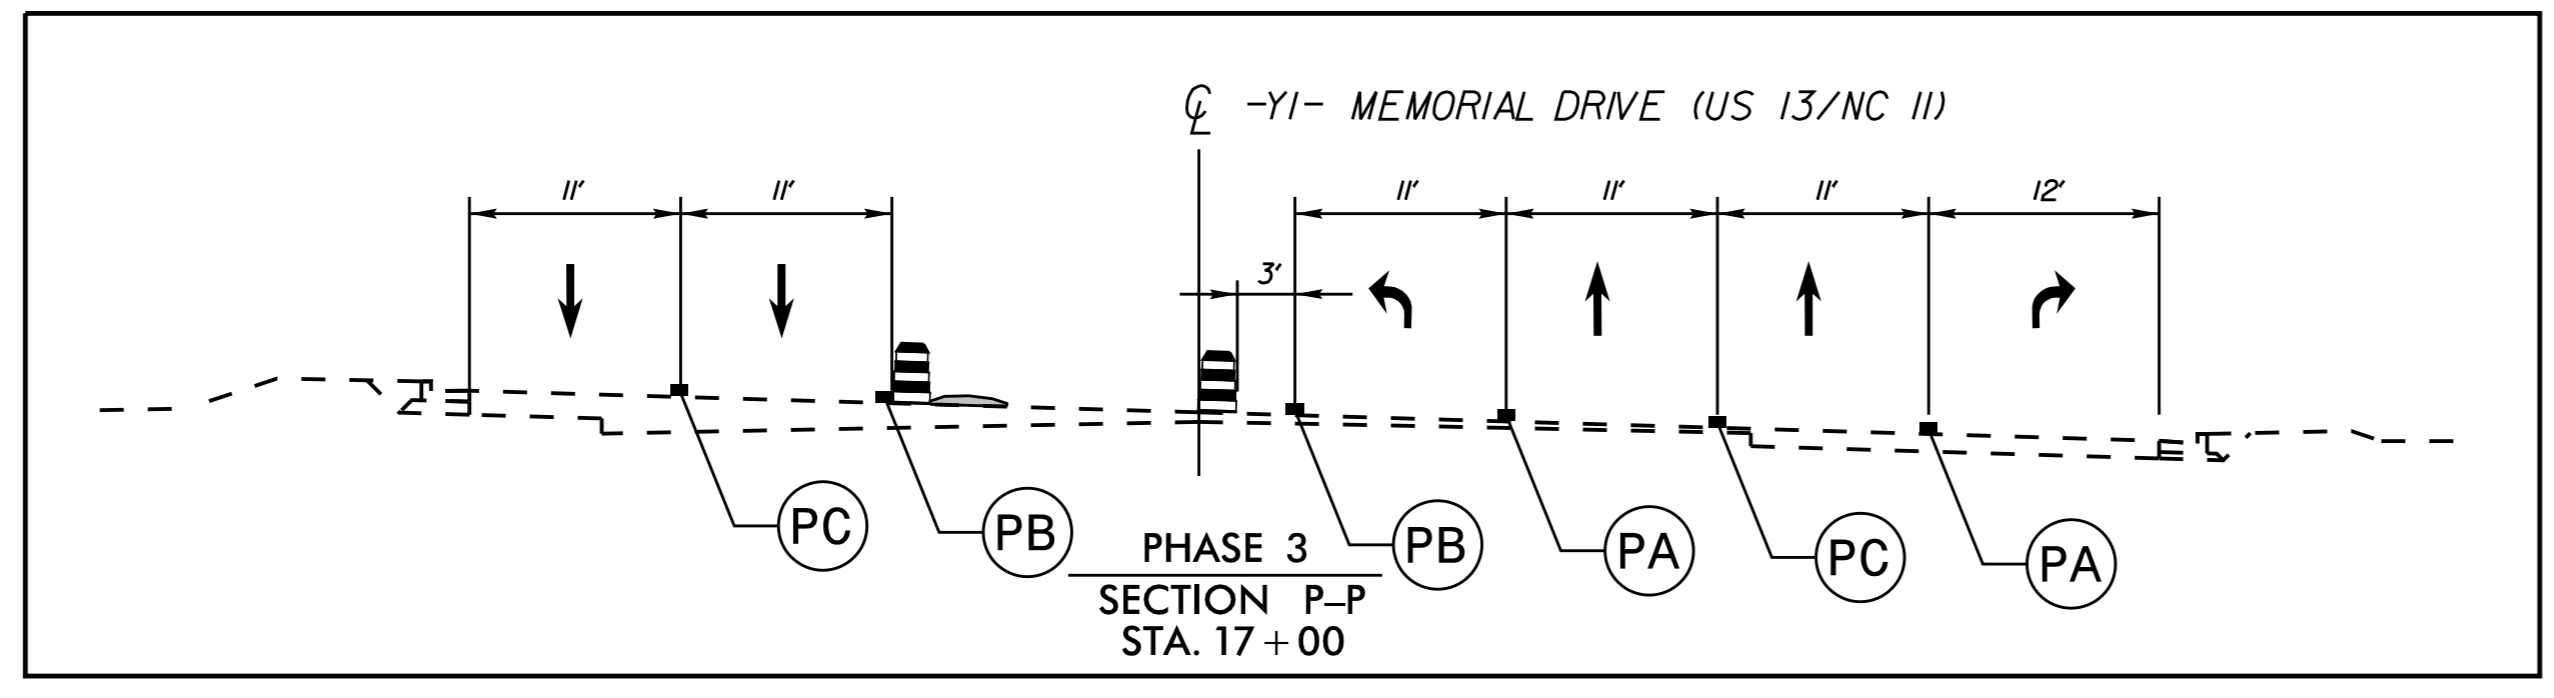 ℄ -Y1- MEMORIAL DRIVE (US 13/NC 11)
11' 11' 11' 11' 11' 12'
3'
PC PB PB PA PC PA
PHASE 3
SECTION P-P
STA. 17+00